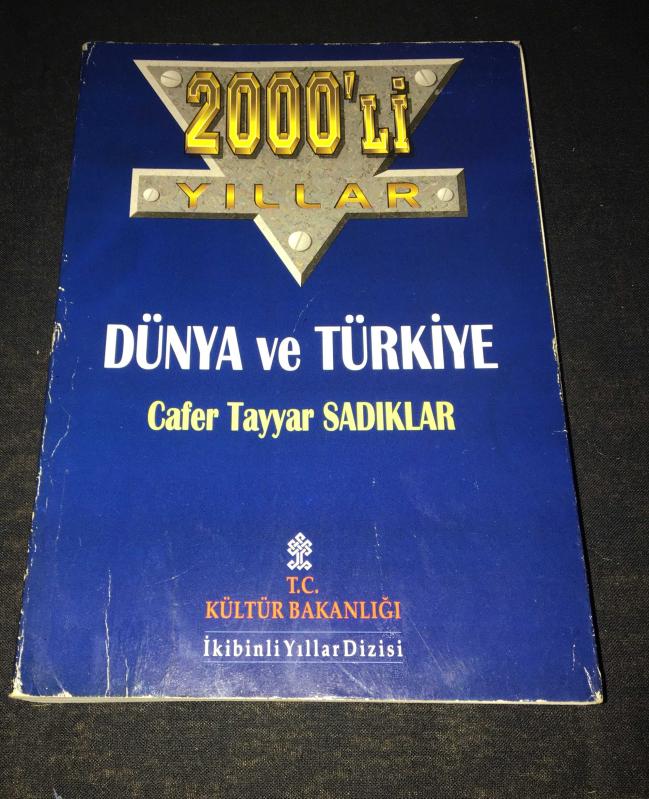 2000'Lİ
YILLAR
DÜNYA ve TÜRKİYE
Cafer Tayyar SADIKLAR
T.C.
KÜLTÜR BAKANLIĞI
İkibinli Yıllar Dizisi